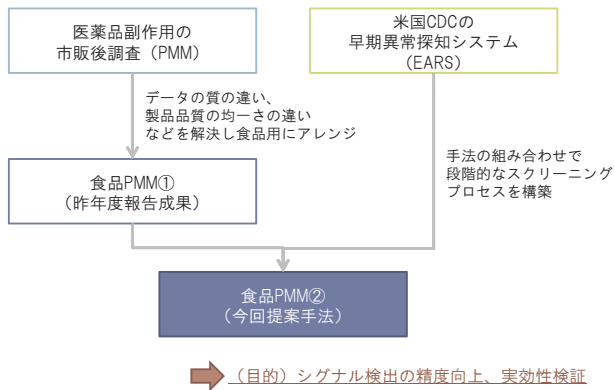 医薬品副作用の
市販後調査（PMM）
米国CDCの
早期異常探知システム
（EARS）
データの質の違い、
製品品質の均一さの違い
などを解決し食品用にアレンジ
手法の組み合わせで
段階的なスクリーニング
プロセスを構築
食品PMM①
（昨年度報告成果）
食品PMM②
（今回提案手法）
（目的）シグナル検出の精度向上、実効性検証